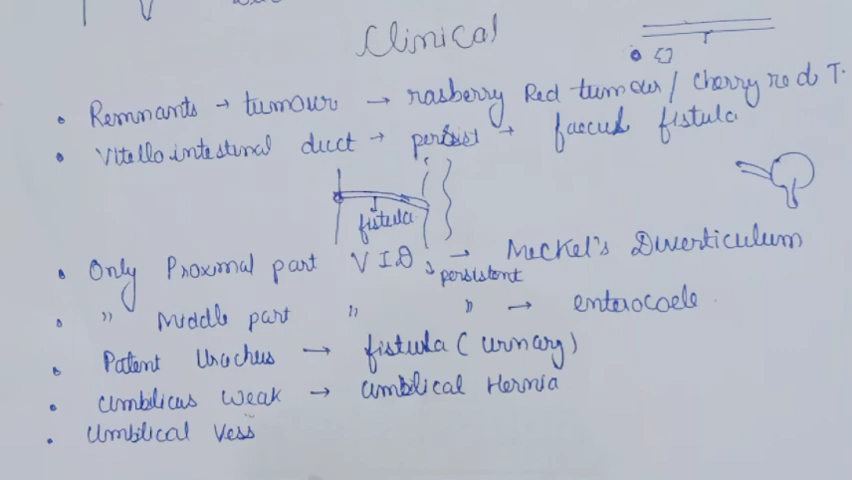 Clinical
• Remnants → tumour → rasberry Red tumour / Cherry red T.
• Vitello intestinal duct → persist → faecul fistula
fistula
• Only Proximal part V I D → Meckel's Diverticulum
persistent
• " Middle part " " → enterocoele
• Patent Urachus → fistula (urinary)
• umbilicus weak → umbilical Hernia
• Umbilical Vess